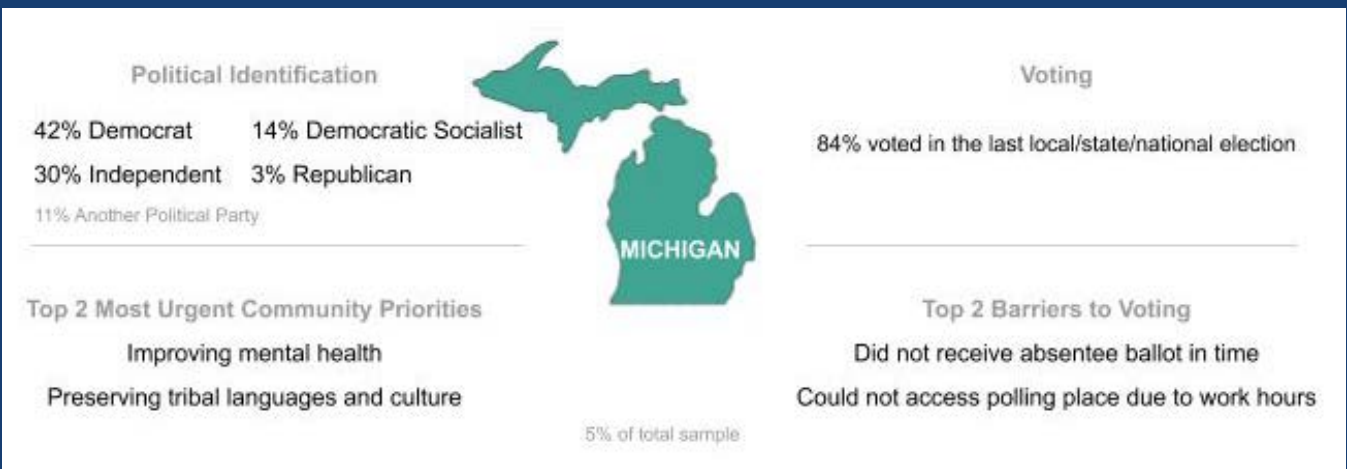 Political Identification
42% Democrat
14% Democratic Socialist
30% Independent
3% Republican
11% Another Political Party
Top 2 Most Urgent Community Priorities
Improving mental health
Preserving tribal languages and culture
MICHIGAN
5% of total sample
Voting
84% voted in the last local/state/national election
Top 2 Barriers to Voting
Did not receive absentee ballot in time
Could not access polling place due to work hours